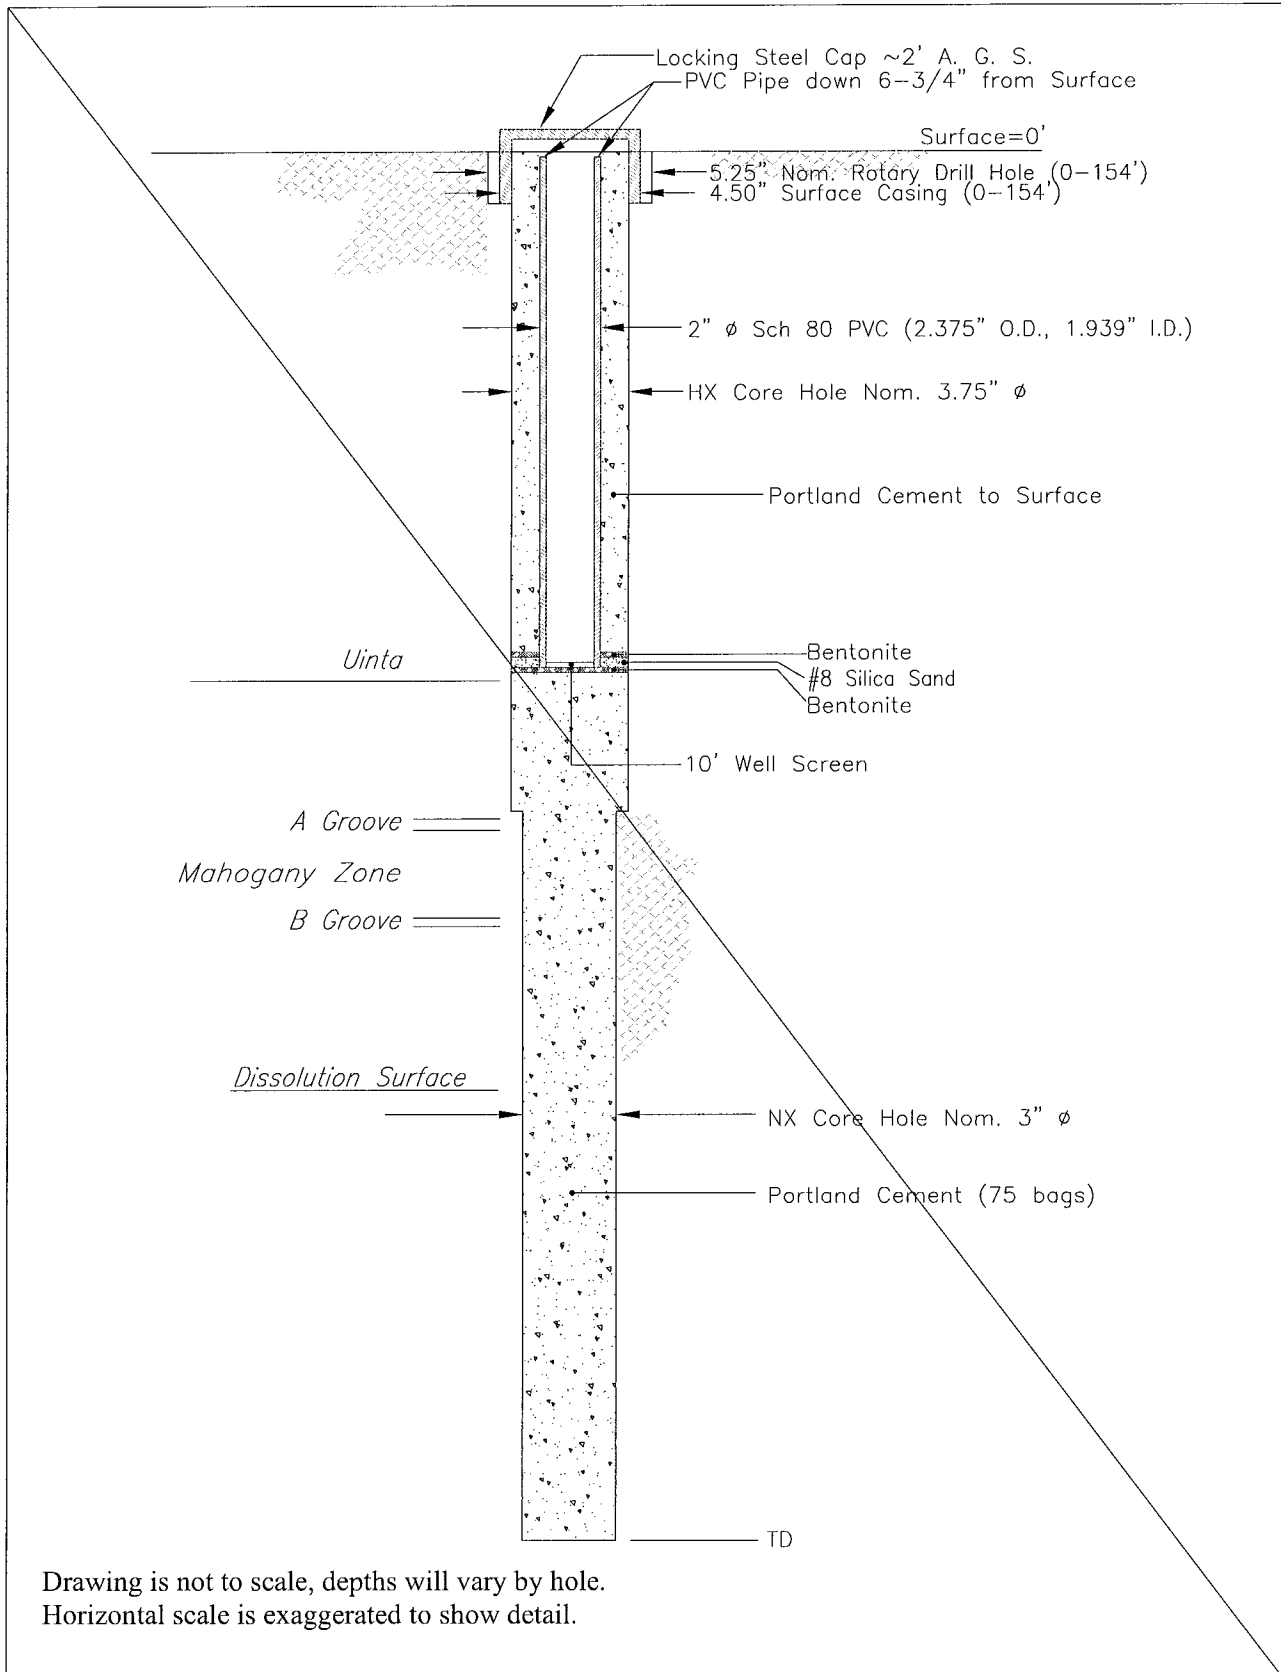 Locking Steel Cap ~2' A. G. S.
PVC Pipe down 6-3/4" from Surface
Surface=0'
5.25" Nom. Rotary Drill Hole (0-154')
4.50" Surface Casing (0-154')
2" ø Sch 80 PVC (2.375" O.D., 1.939" I.D.)
HX Core Hole Nom. 3.75" ø
Portland Cement to Surface
Uinta
Bentonite
#8 Silica Sand
Bentonite
10' Well Screen
A Groove
Mahogany Zone
B Groove
Dissolution Surface
NX Core Hole Nom. 3" ø
Portland Cement (75 bags)
TD
Drawing is not to scale, depths will vary by hole.
Horizontal scale is exaggerated to show detail.